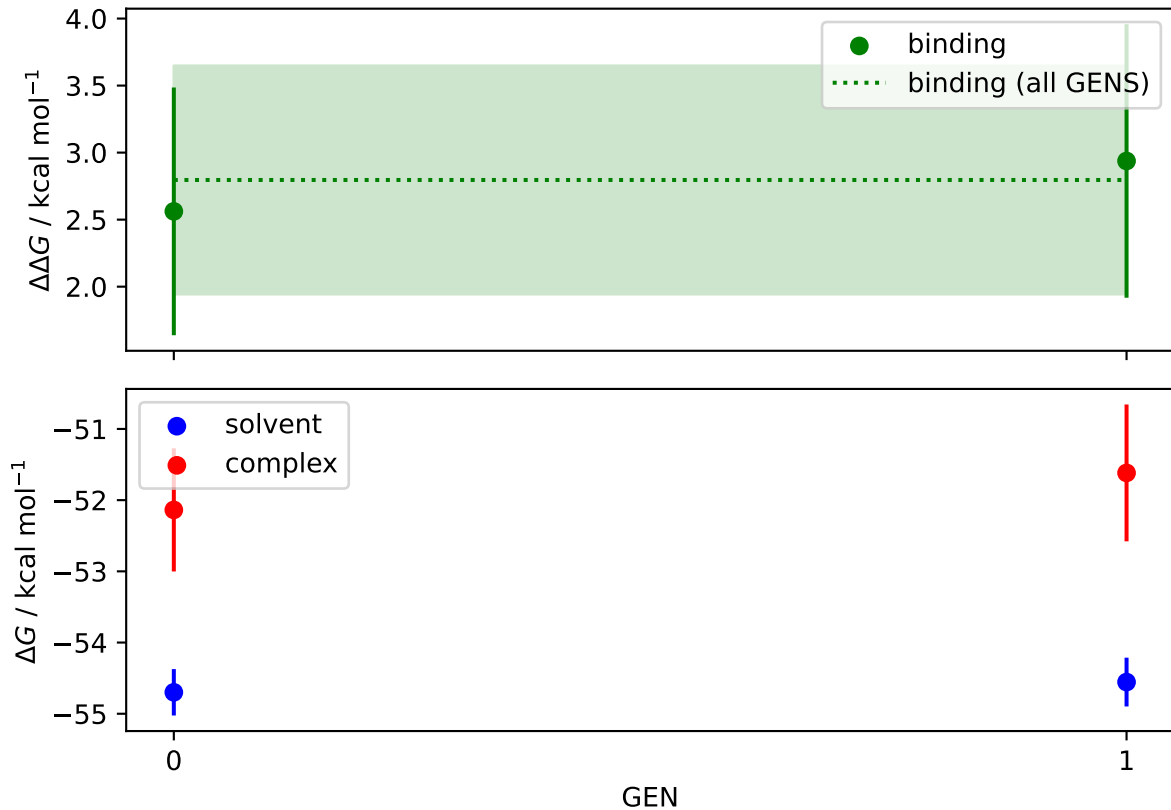 4.0
3.5
3.0
2.5
2.0
ΔΔG / kcal mol⁻¹
binding
binding (all GENS)
−51
−52
−53
−54
−55
ΔG / kcal mol⁻¹
solvent
complex
0
1
GEN